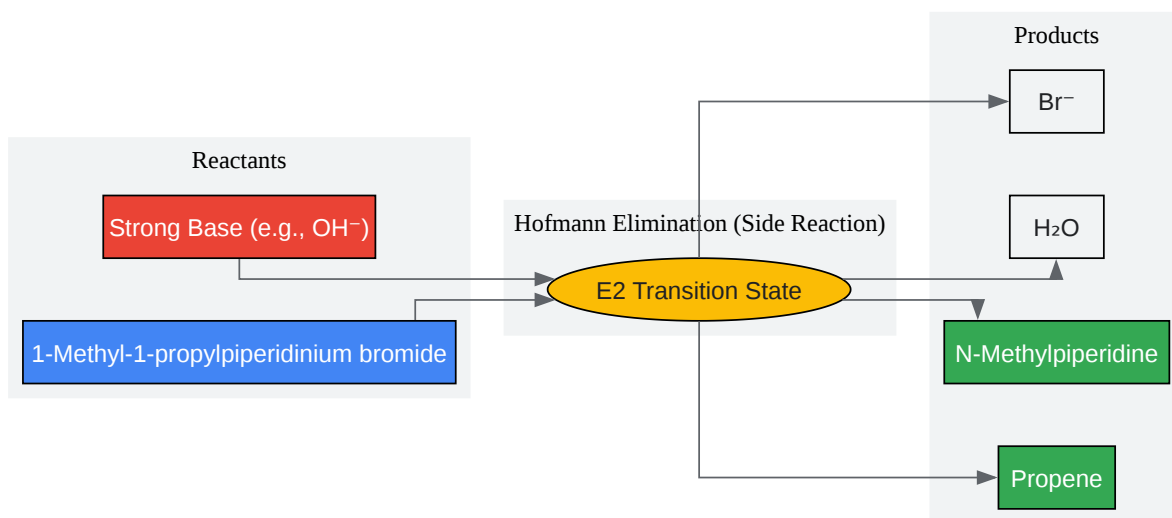 Reactants
Strong Base (e.g., OH⁻)
1-Methyl-1-propylpiperidinium bromide
Hofmann Elimination (Side Reaction)
E2 Transition State
Products
Br⁻
H₂O
N-Methylpiperidine
Propene